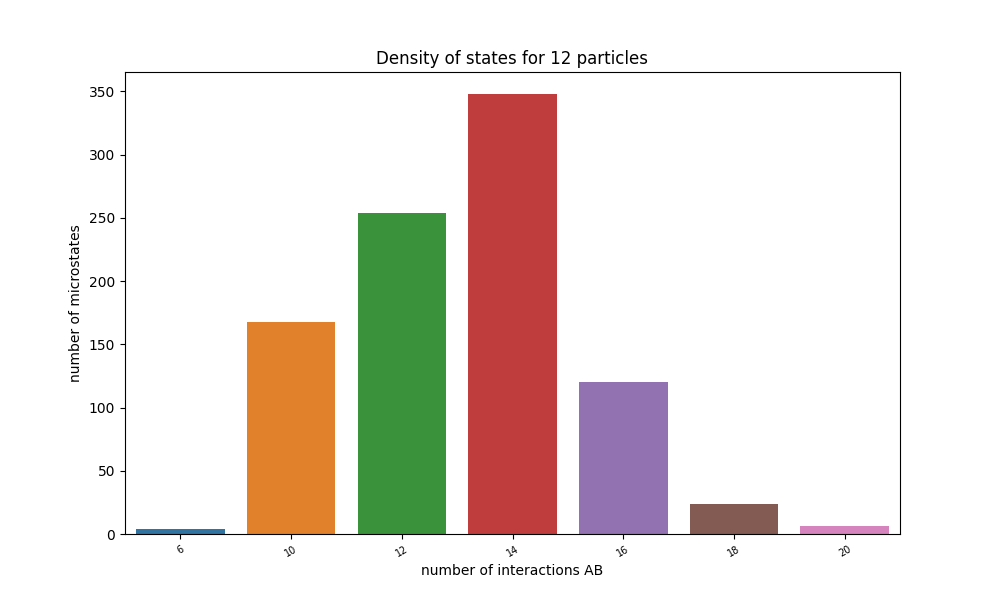 Density of states for 12 particles
number of microstates
350
300
250
200
150
100
50
0
6 10 12 14 16 18 20
number of interactions AB